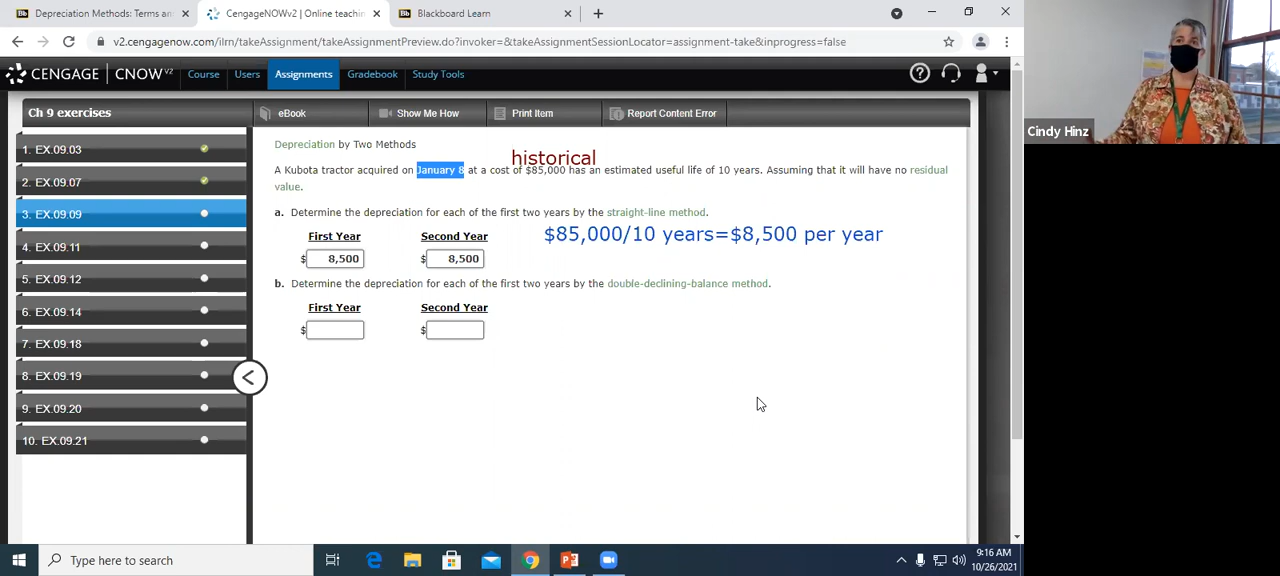 Depreciation Methods: Terms an
CengageNOWv2 | Online teachin
Blackboard Learn
v2.cengagenow.com/ilrn/takeAssignment/takeAssignmentPreview.do?invoker=&takeAssignmentSessionLocator=assignment-take&inprogress=false
CENGAGE | CNOWv2 Course Users Assignments Gradebook Study Tools
Ch 9 exercises
eBook Show Me How Print Item Report Content Error
1. EX.09.03
2. EX.09.07
3. EX.09.09
4. EX.09.11
5. EX.09.12
6. EX.09.14
7. EX.09.18
8. EX.09.19
9. EX.09.20
10. EX.09.21
Depreciation by Two Methods
historical
A Kubota tractor acquired on January 8 at a cost of $85,000 has an estimated useful life of 10 years. Assuming that it will have no residual
value.
a. Determine the depreciation for each of the first two years by the straight-line method.
First Year Second Year
$85,000/10 years=$8,500 per year
$ 8,500 $ 8,500
b. Determine the depreciation for each of the first two years by the double-declining-balance method.
First Year Second Year
$ $
Cindy Hinz
Type here to search
9:16 AM
10/26/2021